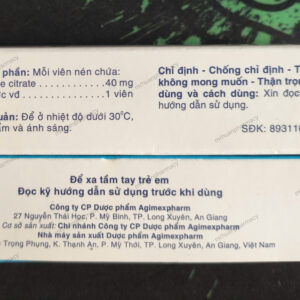 phần: Mỗi viên nén chứa:
e citrate 40 mg
ợc vđ 1 viên
uản: Để ở nhiệt độ dưới 30°C,
ẩm và ánh sáng.
Chỉ định - Chống chỉ định - T
không mong muốn - Thận trọ
dùng và cách dùng: Xin đọc
hướng dẫn sử dụng.
SĐK: 89311
Để xa tầm tay trẻ em
Đọc kỹ hướng dẫn sử dụng trước khi dùng
Công ty CP Dược phẩm Agimexpharm
27 Nguyễn Thái Học, P. Mỹ Bình, TP. Long Xuyên, An Giang
Cơ sở sản xuất: Chi nhánh Công ty CP Dược phẩm Agimexpharm
Nhà máy sản xuất Dược phẩm Agimexpharm
Trọng Phụng, K. Thạnh An, P. Mỹ Thới, TP. Long Xuyên, An Giang, Việt Nam